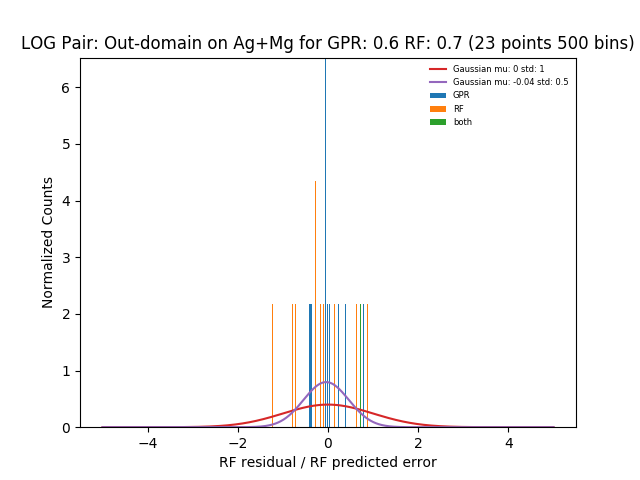 LOG Pair: Out-domain on Ag+Mg for GPR: 0.6 RF: 0.7 (23 points 500 bins)
Gaussian mu: 0 std: 1
Gaussian mu: -0.04 std: 0.5
GPR
RF
both
Normalized Counts
6
5
4
3
2
1
0
−4
−2
0
2
4
RF residual / RF predicted error